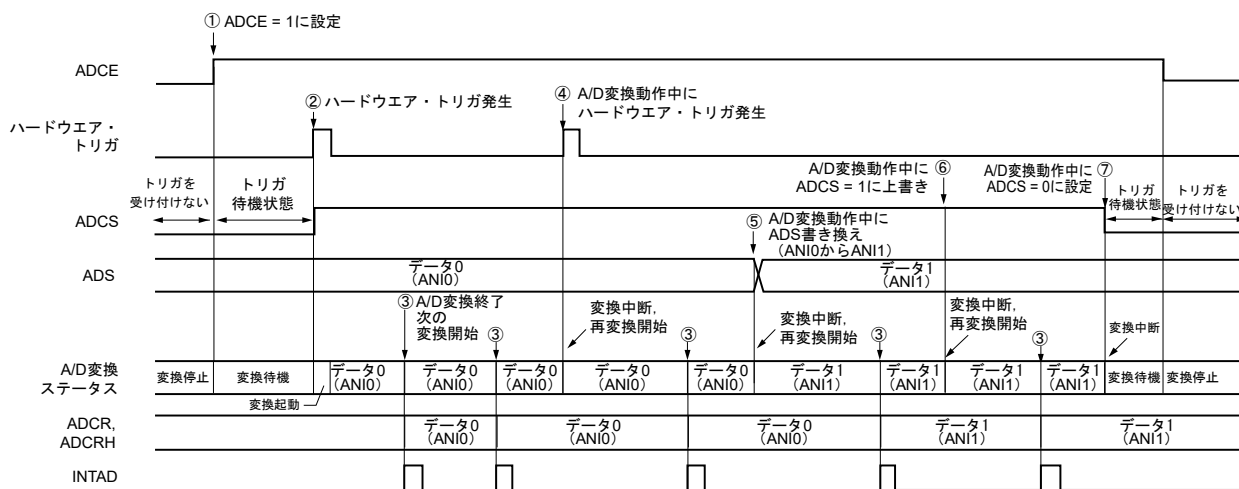 ① ADCE = 1に設定
ADCE
② ハードウエア・トリガ発生
④ A/D変換動作中に
ハードウエア・トリガ発生
ハードウエア・
トリガ
トリガを
受け付けない
トリガ
待機状態
A/D変換動作中に ⑥
ADCS = 1に上書き
A/D変換動作中に ⑦
ADCS = 0に設定
トリガ
待機状態
トリガを
受け付けない
ADCS
⑤ A/D変換動作中に
ADS書き換え
(ANI0からANI1)
ADS
データ0
(ANI0)
データ1
(ANI1)
③ A/D変換終了
次の
変換開始
③
変換中断,
再変換開始
③
変換中断,
再変換開始
③
変換中断,
再変換開始
③
変換中断
A/D変換
ステータス
変換停止
変換待機
変換起動
データ0
(ANI0)
データ0
(ANI0)
データ0
(ANI0)
データ0
(ANI0)
データ0
(ANI0)
データ1
(ANI1)
データ1
(ANI1)
データ1
(ANI1)
データ1
(ANI1)
変換待機
変換停止
ADCR,
ADCRH
データ0
(ANI0)
データ0
(ANI0)
データ0
(ANI0)
データ1
(ANI1)
データ1
(ANI1)
INTAD